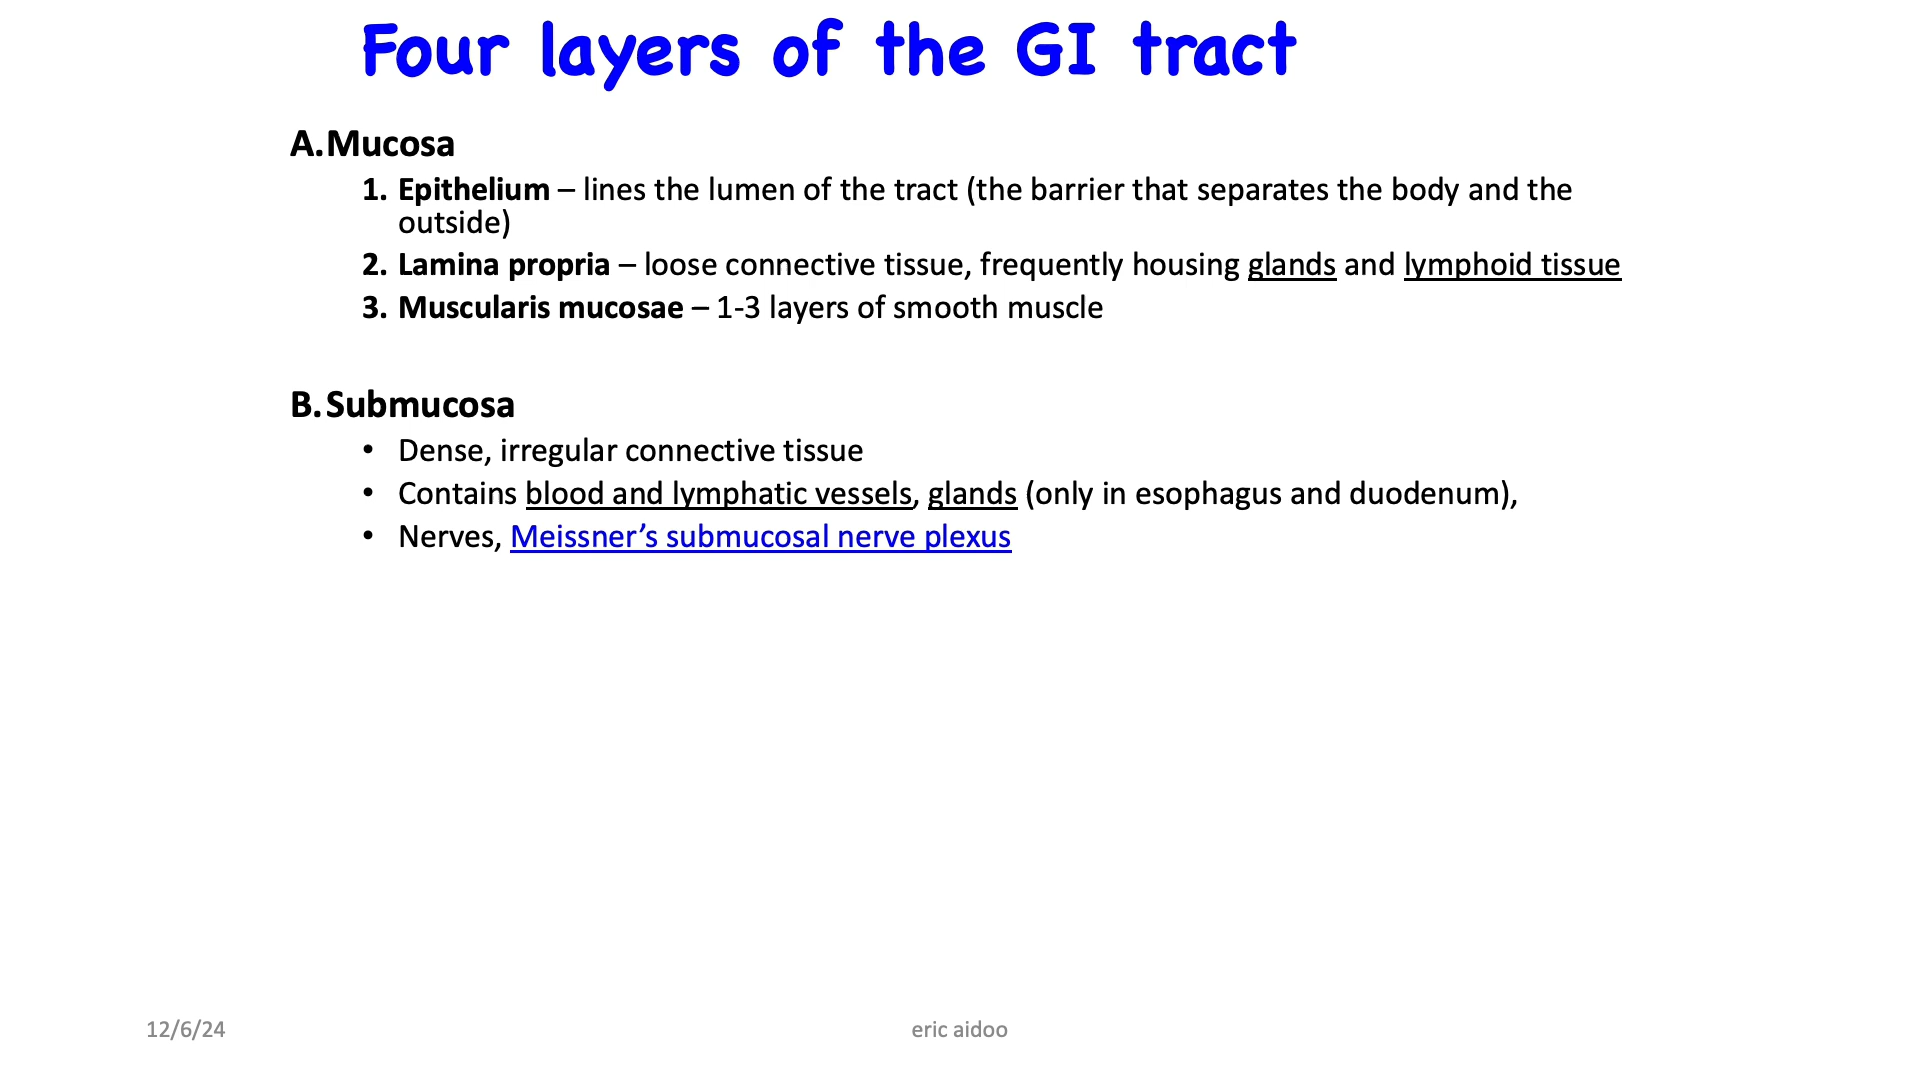 Four layers of the GI tract
A. Mucosa
1. Epithelium – lines the lumen of the tract (the barrier that separates the body and the
outside)
2. Lamina propria – loose connective tissue, frequently housing glands and lymphoid tissue
3. Muscularis mucosae – 1-3 layers of smooth muscle
B. Submucosa
• Dense, irregular connective tissue
• Contains blood and lymphatic vessels, glands (only in esophagus and duodenum),
• Nerves, Meissner’s submucosal nerve plexus
12/6/24
eric aidoo